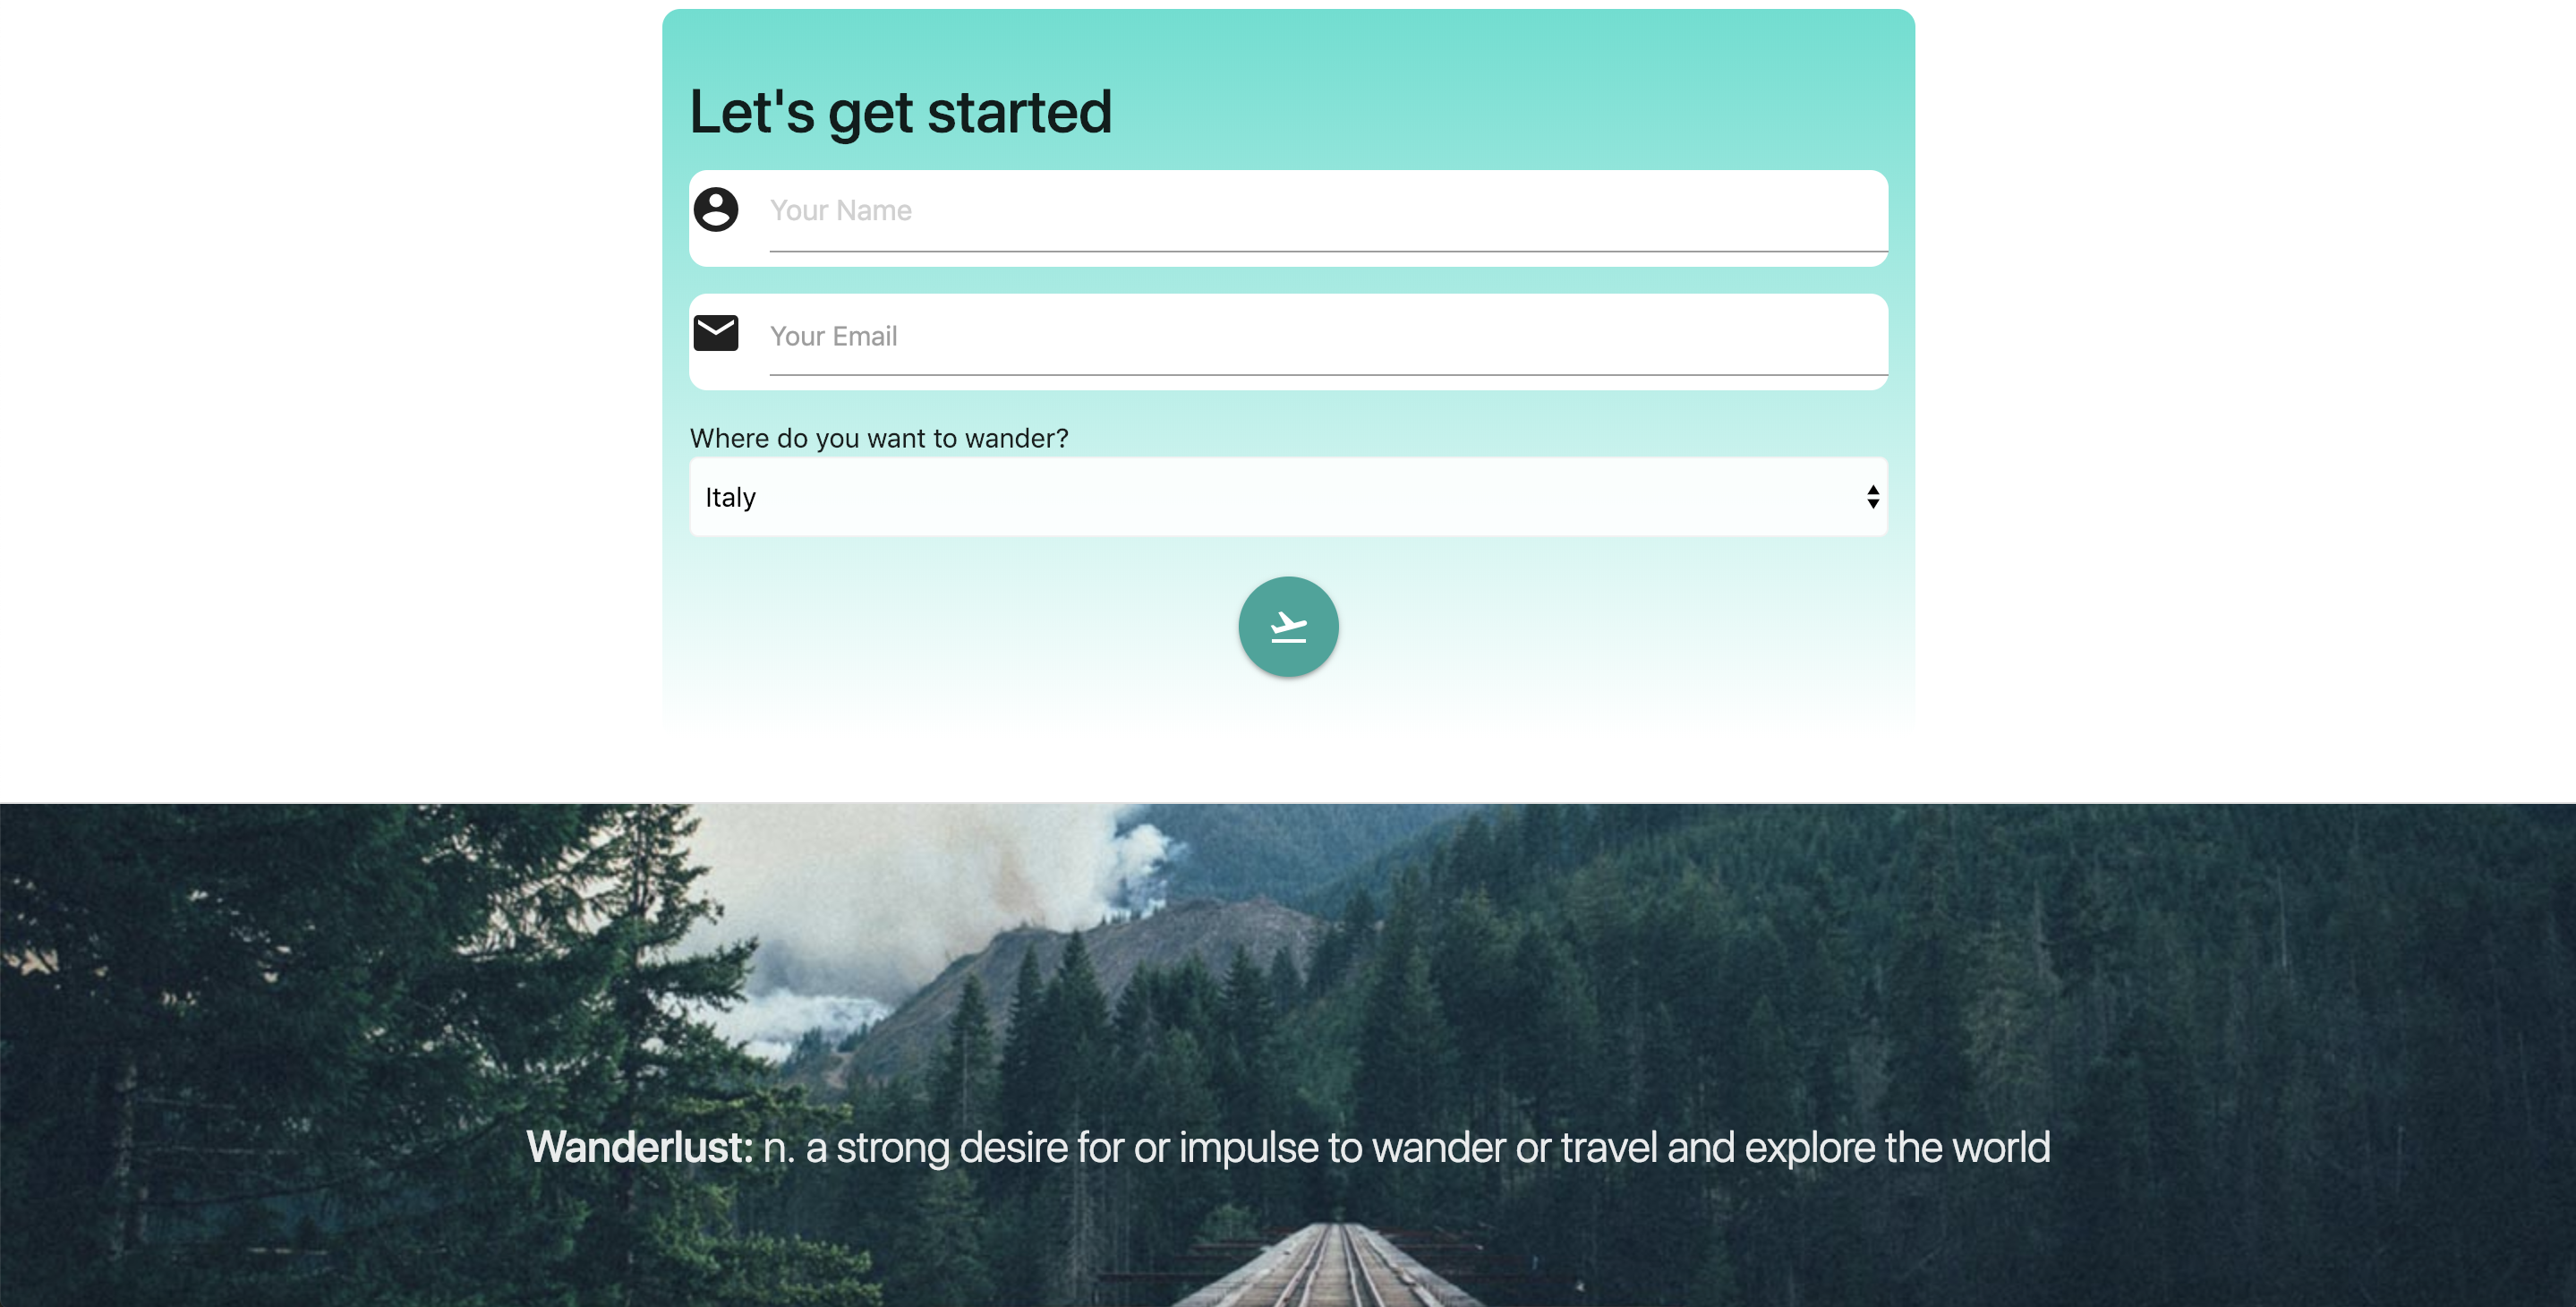 Let's get started
Your Name
Your Email
Where do you want to wander?
Italy
Wanderlust: n. a strong desire for or impulse to wander or travel and explore the world